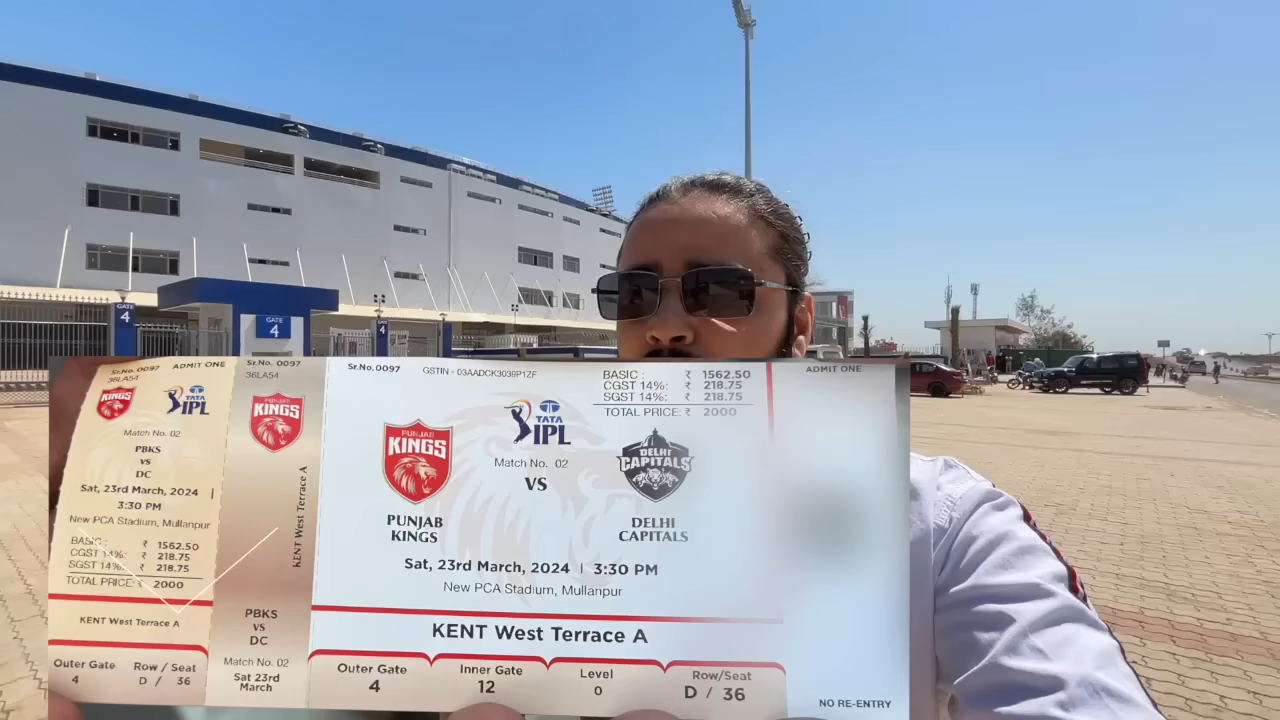 GATE
4
GATE
4
GATE
4
Sr.No. 0097
36LA54
ADMIT ONE
PUNJAB
KINGS
TATA
IPL
Match No. 02
PBKS
VS
DC
Sat, 23rd March, 2024 |
3:30 PM
New PCA Stadium, Mullanpur
BASIC : ₹ 1562.50
CGST 14%: ₹ 218.75
SGST 14%: ₹ 218.75
TOTAL PRICE: ₹ 2000
KENT West Terrace A
Outer Gate Row / Seat
4 D / 36
Sr.No. 0097
36LA54
PUNJAB
KINGS
KENT West Terrace A
PBKS
VS
DC
Match No. 02
Sat 23rd
March
Sr.No. 0097
GSTIN - 03AADCK3039P1ZF
BASIC : ₹ 1562.50
CGST 14%: ₹ 218.75
SGST 14%: ₹ 218.75
TOTAL PRICE: ₹ 2000
ADMIT ONE
PUNJAB
KINGS
TATA
IPL
DELHI
CAPITALS
Match No. 02
VS
PUNJAB
KINGS
DELHI
CAPITALS
Sat, 23rd March, 2024 | 3:30 PM
New PCA Stadium, Mullanpur
KENT West Terrace A
Outer Gate Inner Gate Level Row/Seat
4 12 0 D / 36
NO RE-ENTRY